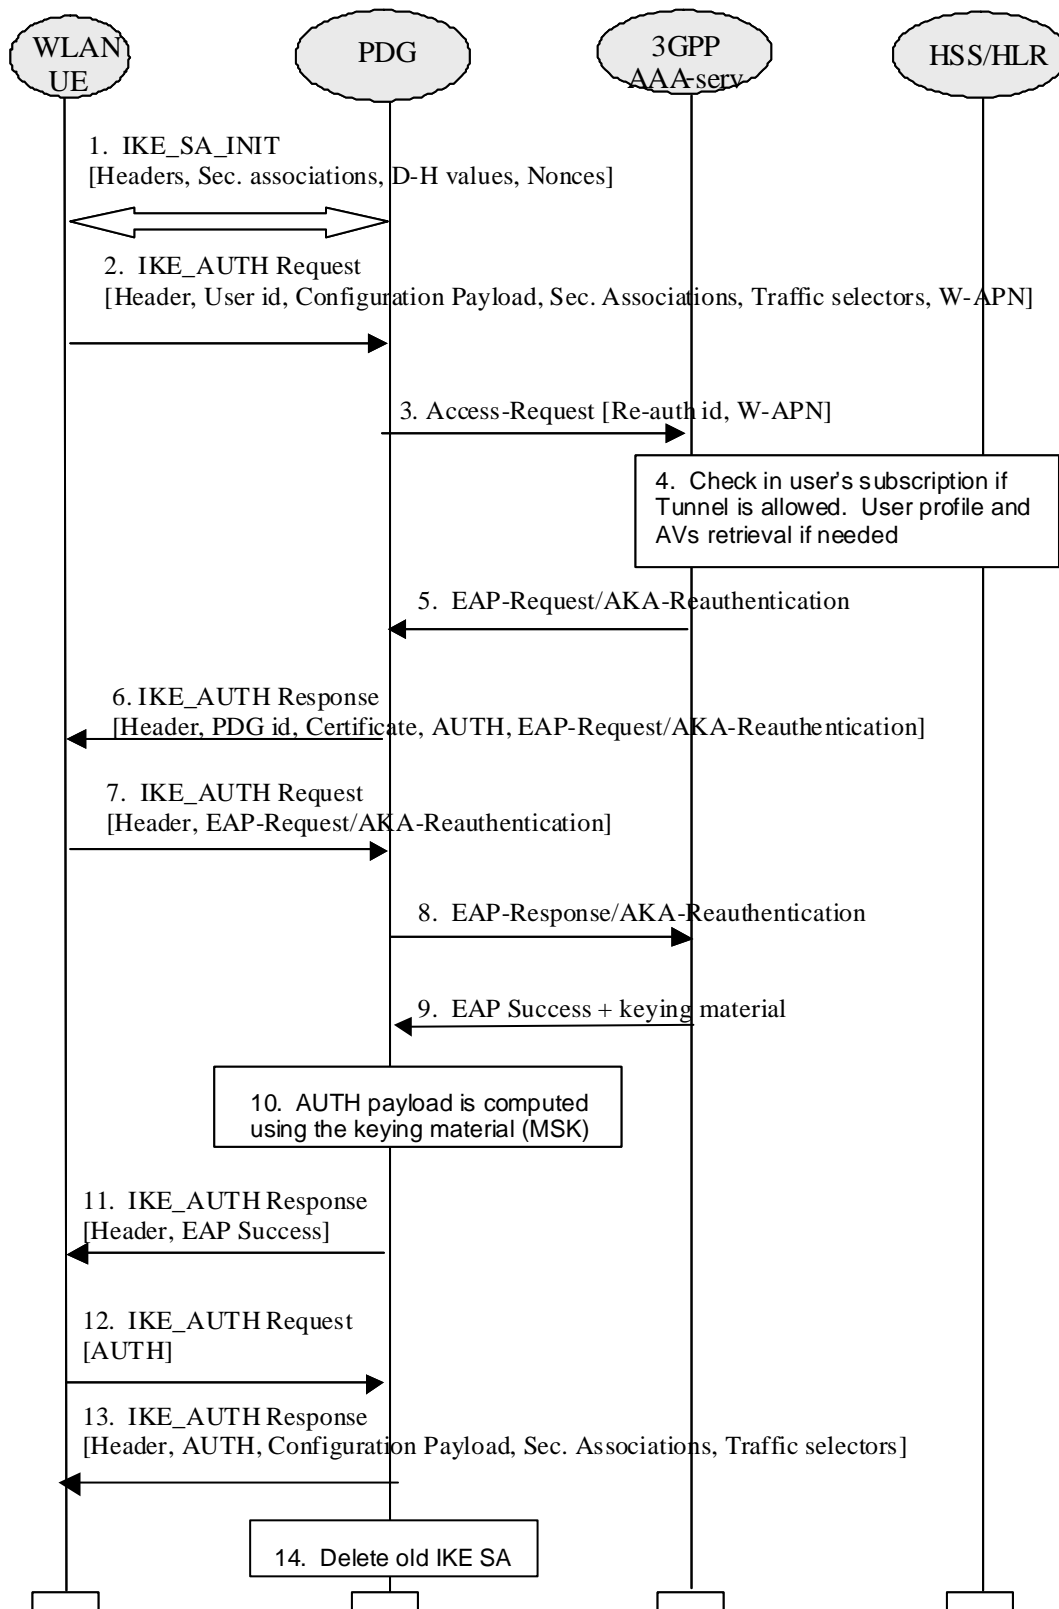 WLAN
UE
PDG
3GPP
AAA-serv
HSS/HLR
1. IKE_SA_INIT
[Headers, Sec. associations, D-H values, Nonces]
2. IKE_AUTH Request
[Header, User id, Configuration Payload, Sec. Associations, Traffic selectors, W-APN]
3. Access-Request [Re-auth id, W-APN]
4. Check in user's subscription if
Tunnel is allowed. User profile and
AVs retrieval if needed
5. EAP-Request/AKA-Reauthentication
6. IKE_AUTH Response
[Header, PDG id, Certificate, AUTH, EAP-Request/AKA-Reauthentication]
7. IKE_AUTH Request
[Header, EAP-Request/AKA-Reauthentication]
8. EAP-Response/AKA-Reauthentication
9. EAP Success + keying material
10. AUTH payload is computed
using the keying material (MSK)
11. IKE_AUTH Response
[Header, EAP Success]
12. IKE_AUTH Request
[AUTH]
13. IKE_AUTH Response
[Header, AUTH, Configuration Payload, Sec. Associations, Traffic selectors]
14. Delete old IKE SA